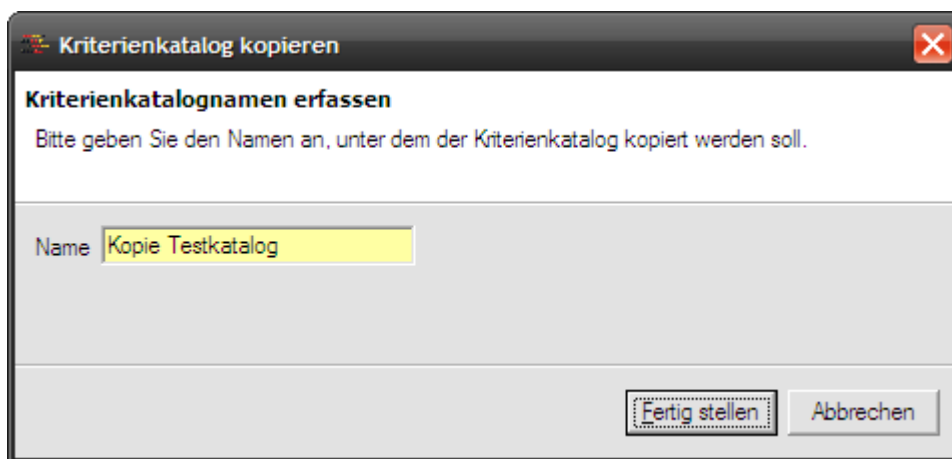 Kriterienkatalog kopieren
Kriterienkatalognamen erfassen
Bitte geben Sie den Namen an, unter dem der Kriterienkatalog kopiert werden soll.
Name Kopie Testkatalog
Fertig stellen Abbrechen